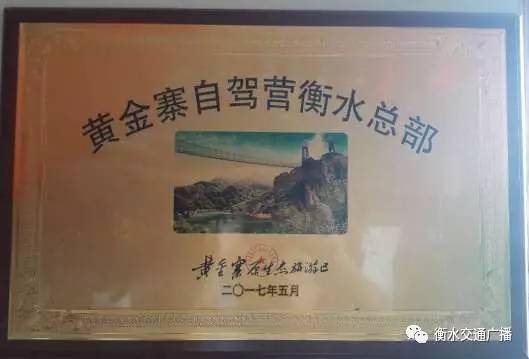 黄金寨自驾营衡水总部
黄金寨原生态旅游区
二〇一七年五月
衡水交通广播